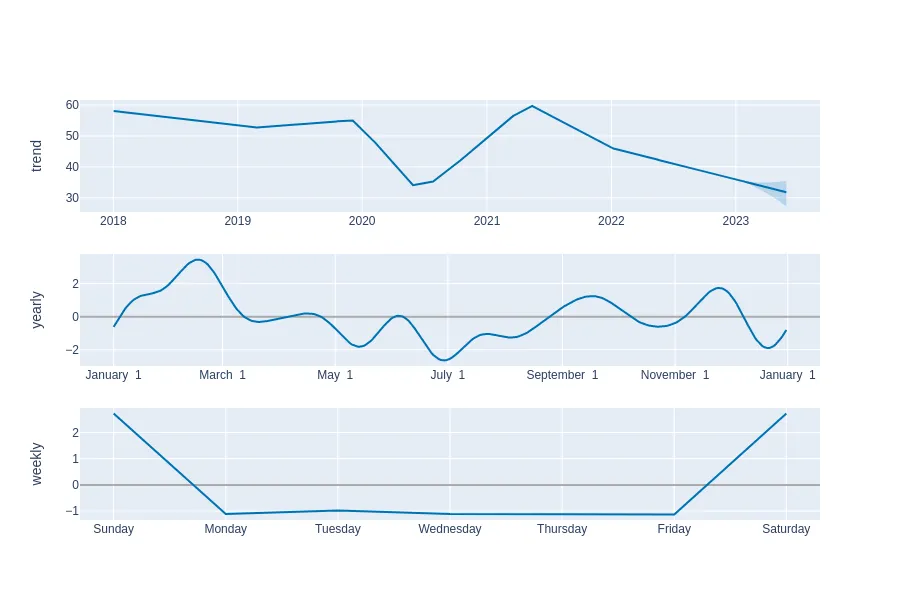 trend
60
50
40
30
2018 2019 2020 2021 2022 2023
yearly
2
0
−2
January 1 March 1 May 1 July 1 September 1 November 1 January 1
weekly
2
1
0
−1
Sunday Monday Tuesday Wednesday Thursday Friday Saturday